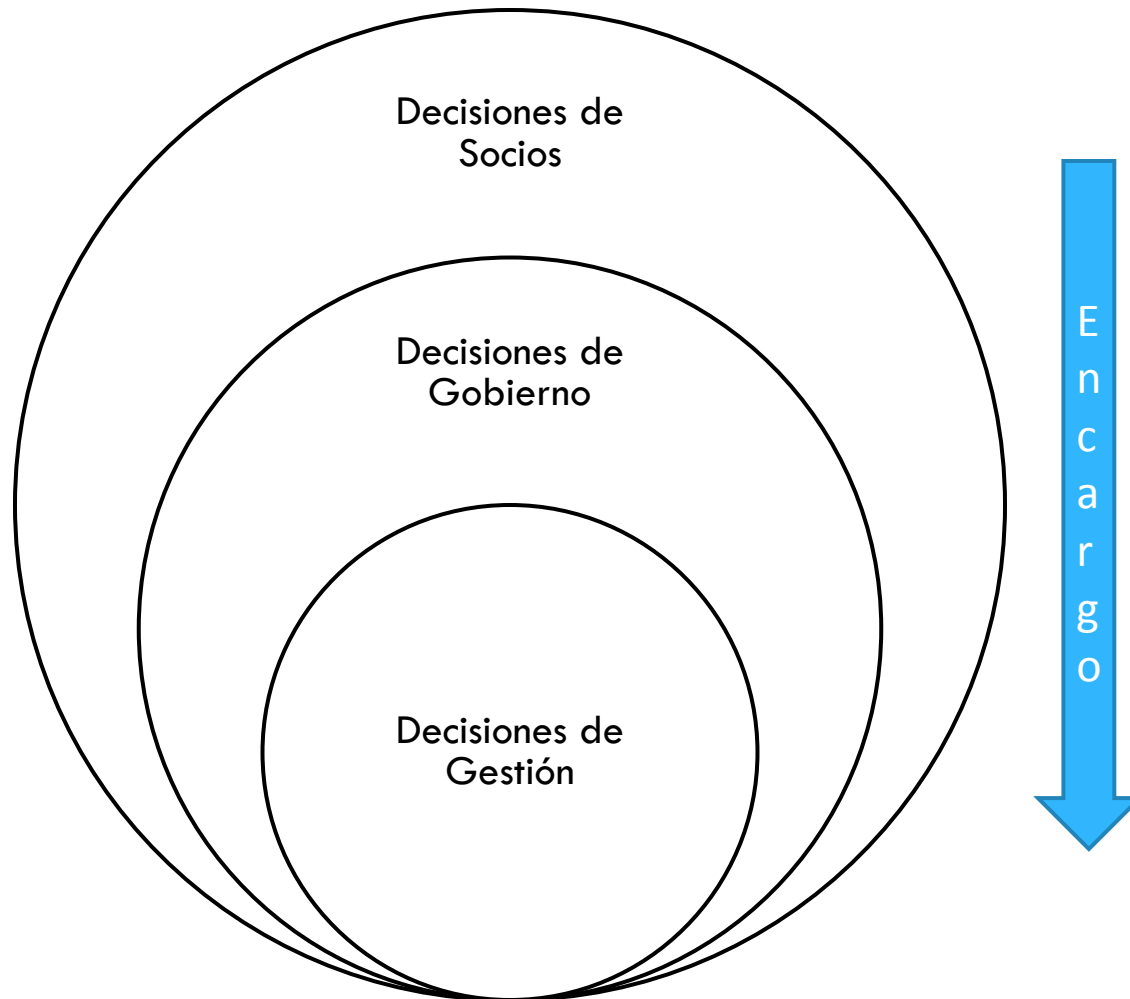 Decisiones de
Socios
Decisiones de
Gobierno
Decisiones de
Gestión
E
n
c
a
r
g
o